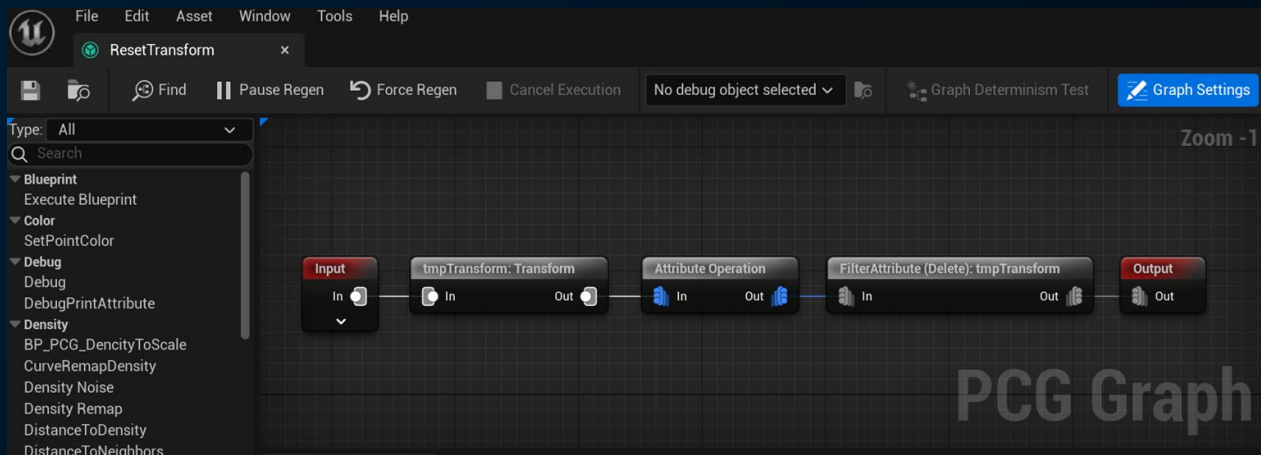 File Edit Asset Window Tools Help
ResetTransform ×
Find Pause Regen Force Regen Cancel Execution No debug object selected Graph Determinism Test Graph Settings
Type: All
Search
Blueprint
Execute Blueprint
Color
SetPointColor
Debug
Debug
DebugPrintAttribute
Density
BP_PCG_DencityToScale
CurveRemapDensity
Density Noise
Density Remap
DistanceToDensity
DistanceToNeighbors
Zoom -1
Input
In
tmpTransform: Transform
In Out
Attribute Operation
In Out
FilterAttribute (Delete): tmpTransform
In Out
Output
Out
PCG Graph